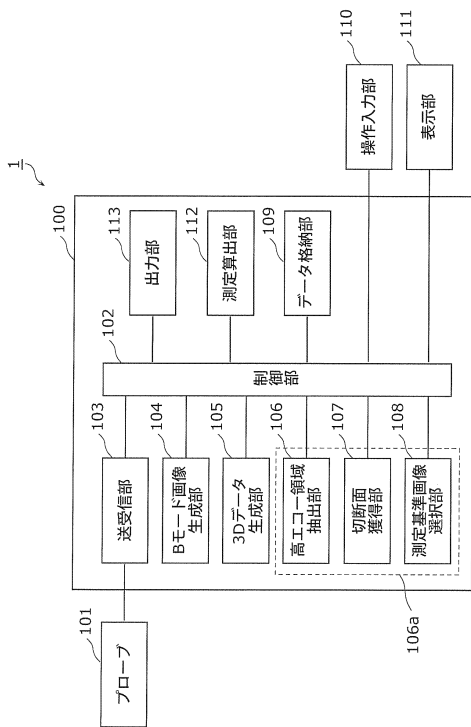 1
100
101
プローブ
103
送受信部
104
Bモード画像
生成部
105
3Dデータ
生成部
106
高エコー領域
抽出部
107
切断面
獲得部
108
測定基準画像
選択部
106a
102
制御部
113
出力部
112
測定算出部
109
データ格納部
110
操作入力部
111
表示部